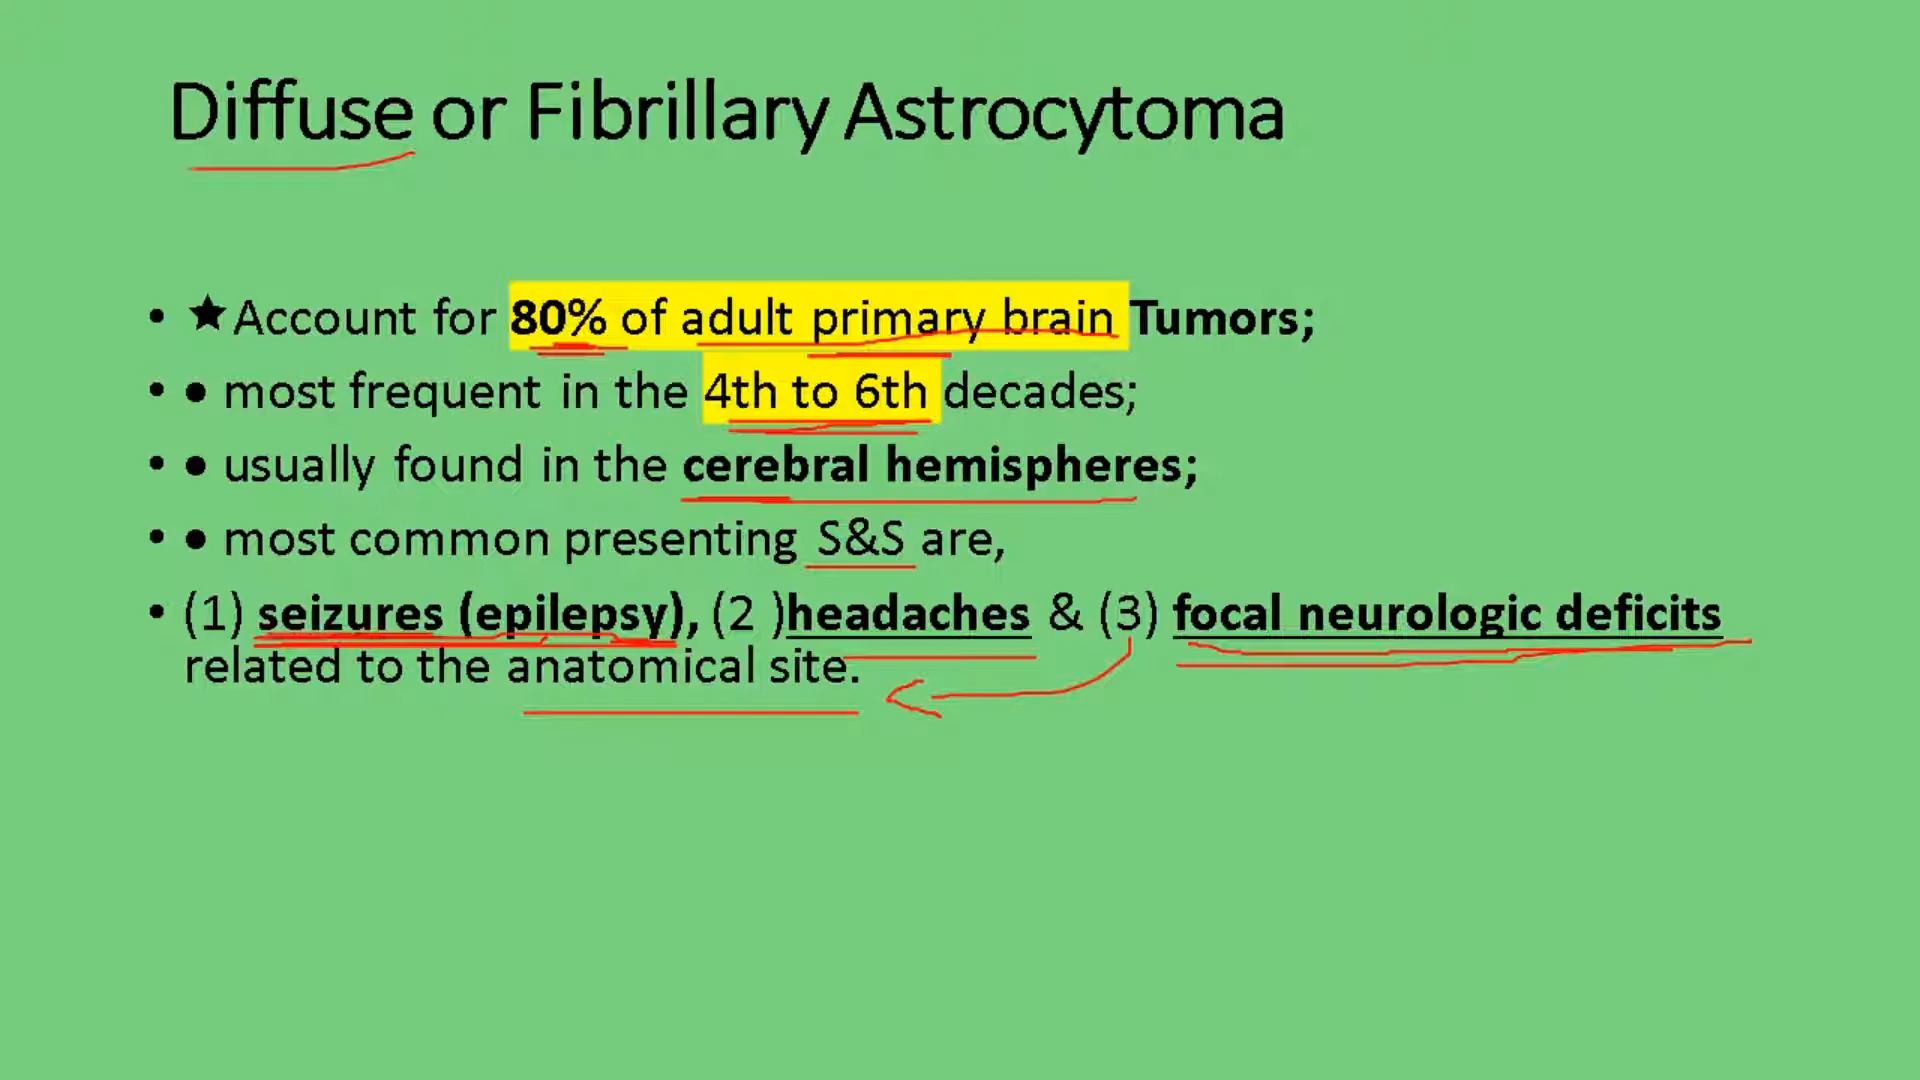 Diffuse or Fibrillary Astrocytoma
• ★Account for 80% of adult primary brain Tumors;
• ● most frequent in the 4th to 6th decades;
• ● usually found in the cerebral hemispheres;
• ● most common presenting S&S are,
• (1) seizures (epilepsy), (2 )headaches & (3) focal neurologic deficits
related to the anatomical site.